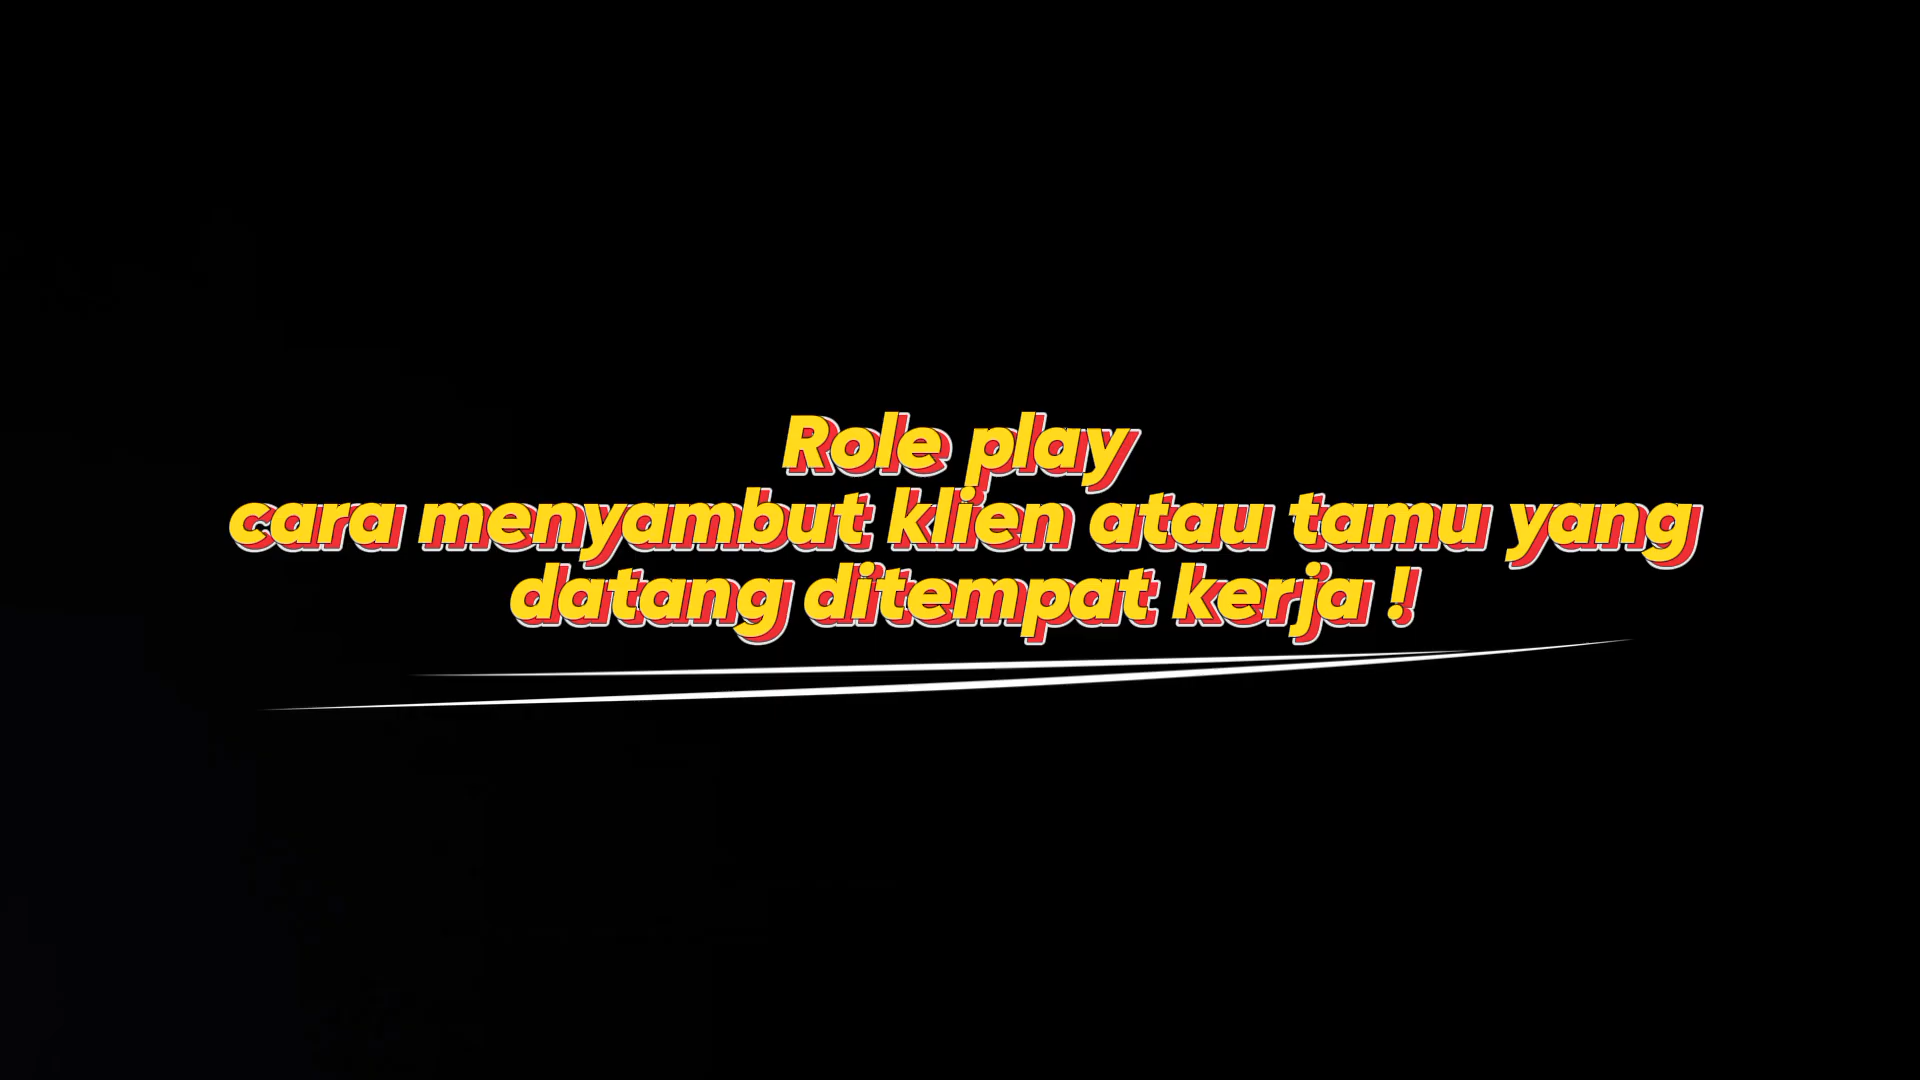 Role play
cara menyambut klien atau tamu yang
datang ditempat kerja !